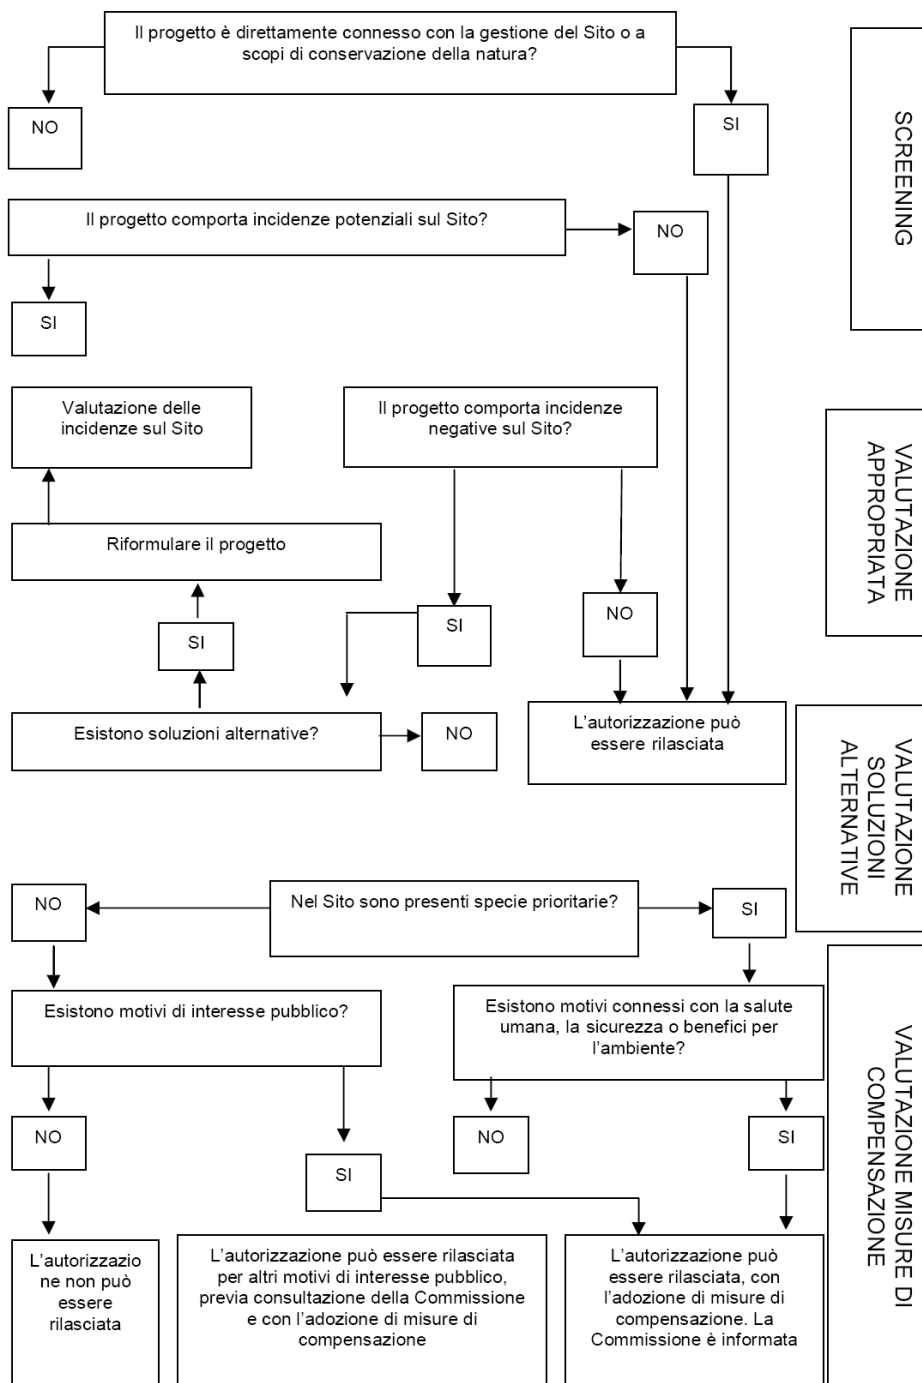 Il progetto è direttamente connesso con la gestione del Sito o a
scopi di conservazione della natura?
NO
SI
SCREENING
Il progetto comporta incidenze potenziali sul Sito?
NO
SI
Valutazione delle
incidenze sul Sito
Il progetto comporta incidenze
negative sul Sito?
VALUTAZIONE
APPROPRIATA
Riformulare il progetto
SI
SI
NO
Esistono soluzioni alternative?
NO
L'autorizzazione può
essere rilasciata
VALUTAZIONE
SOLUZIONI
ALTERNATIVE
NO
Nel Sito sono presenti specie prioritarie?
SI
Esistono motivi di interesse pubblico?
Esistono motivi connessi con la salute
umana, la sicurezza o benefici per
l'ambiente?
VALUTAZIONE MISURE DI
COMPENSAZIONE
NO
SI
NO
SI
L'autorizzazio
ne non può
essere
rilasciata
L'autorizzazione può essere rilasciata
per altri motivi di interesse pubblico,
previa consultazione della Commissione
e con l'adozione di misure di
compensazione
L'autorizzazione può
essere rilasciata, con
l'adozione di misure di
compensazione. La
Commissione è informata